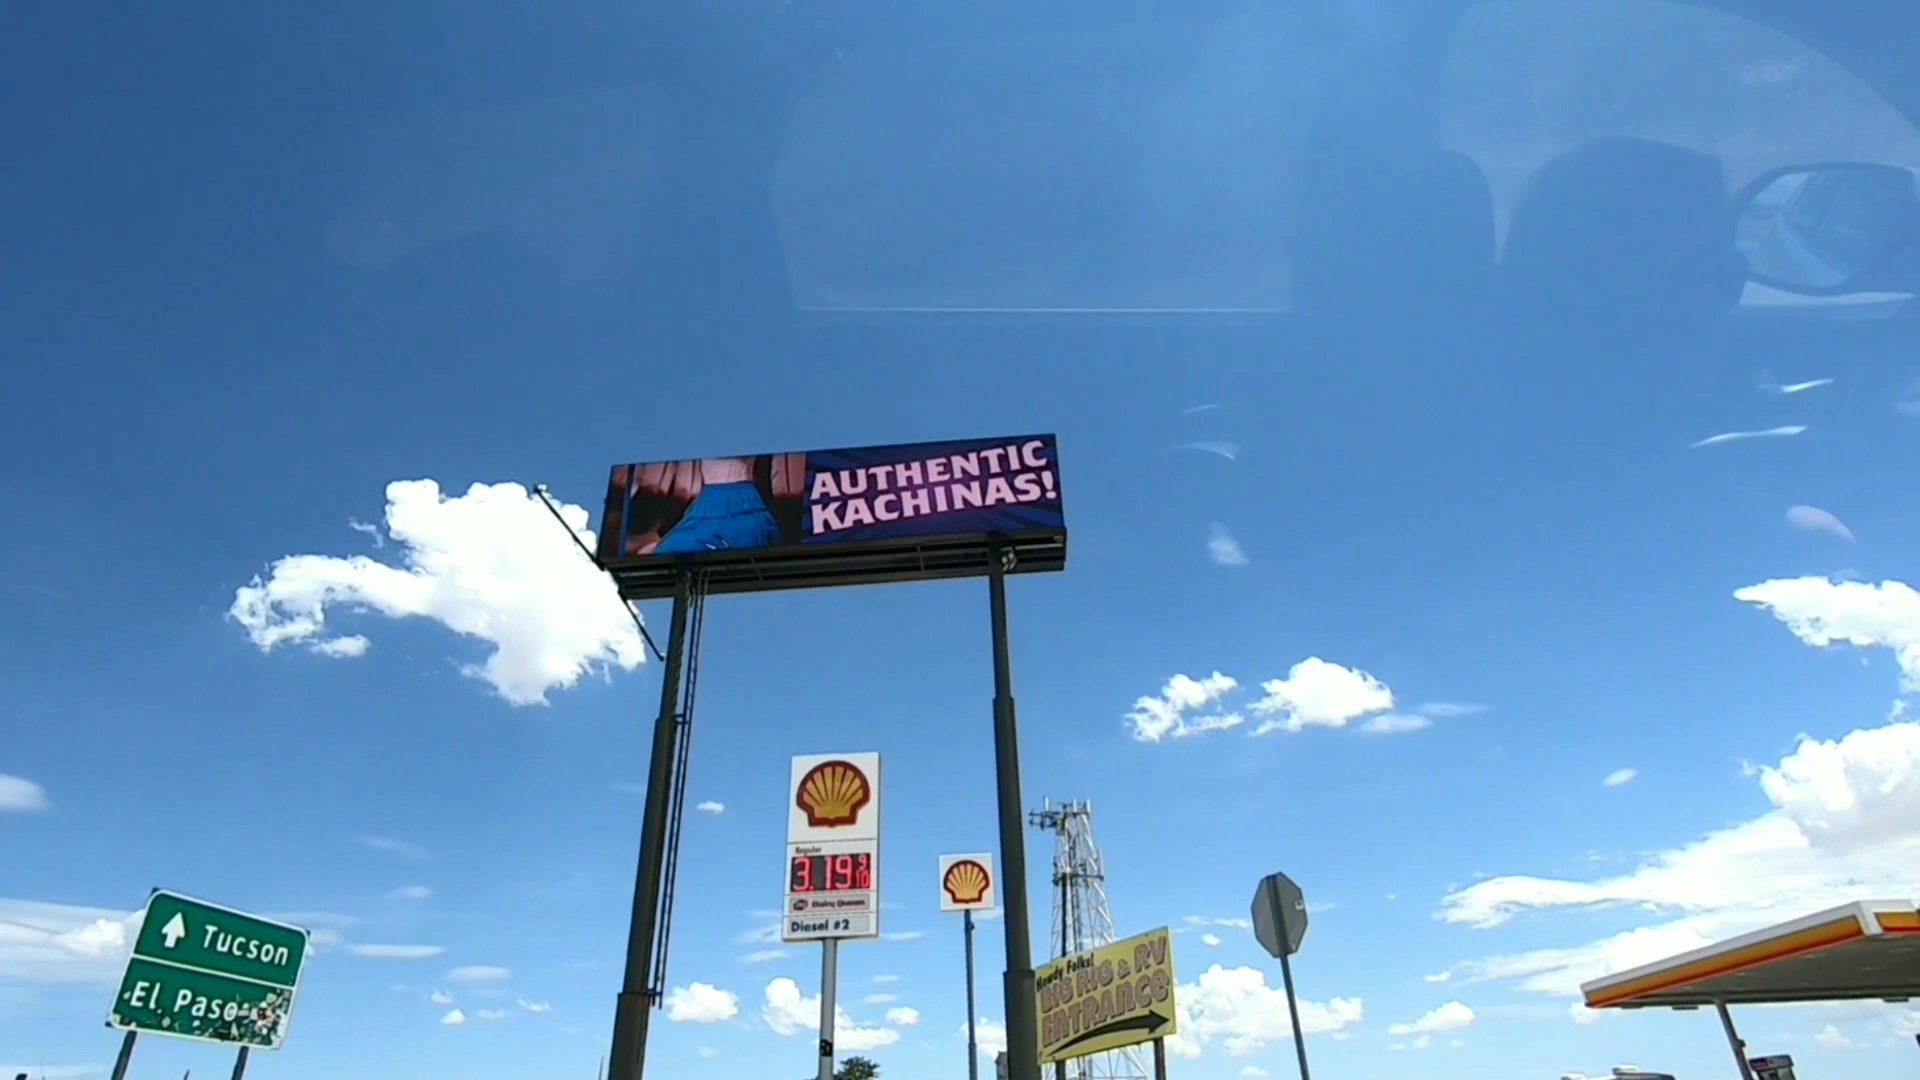 AUTHENTIC
KACHINAS!
Regular
3.19 9/10
Dairy Queen
Diesel #2
Tucson
El Paso
Howdy Folks!
BIG RIG & RV
ENTRANCE